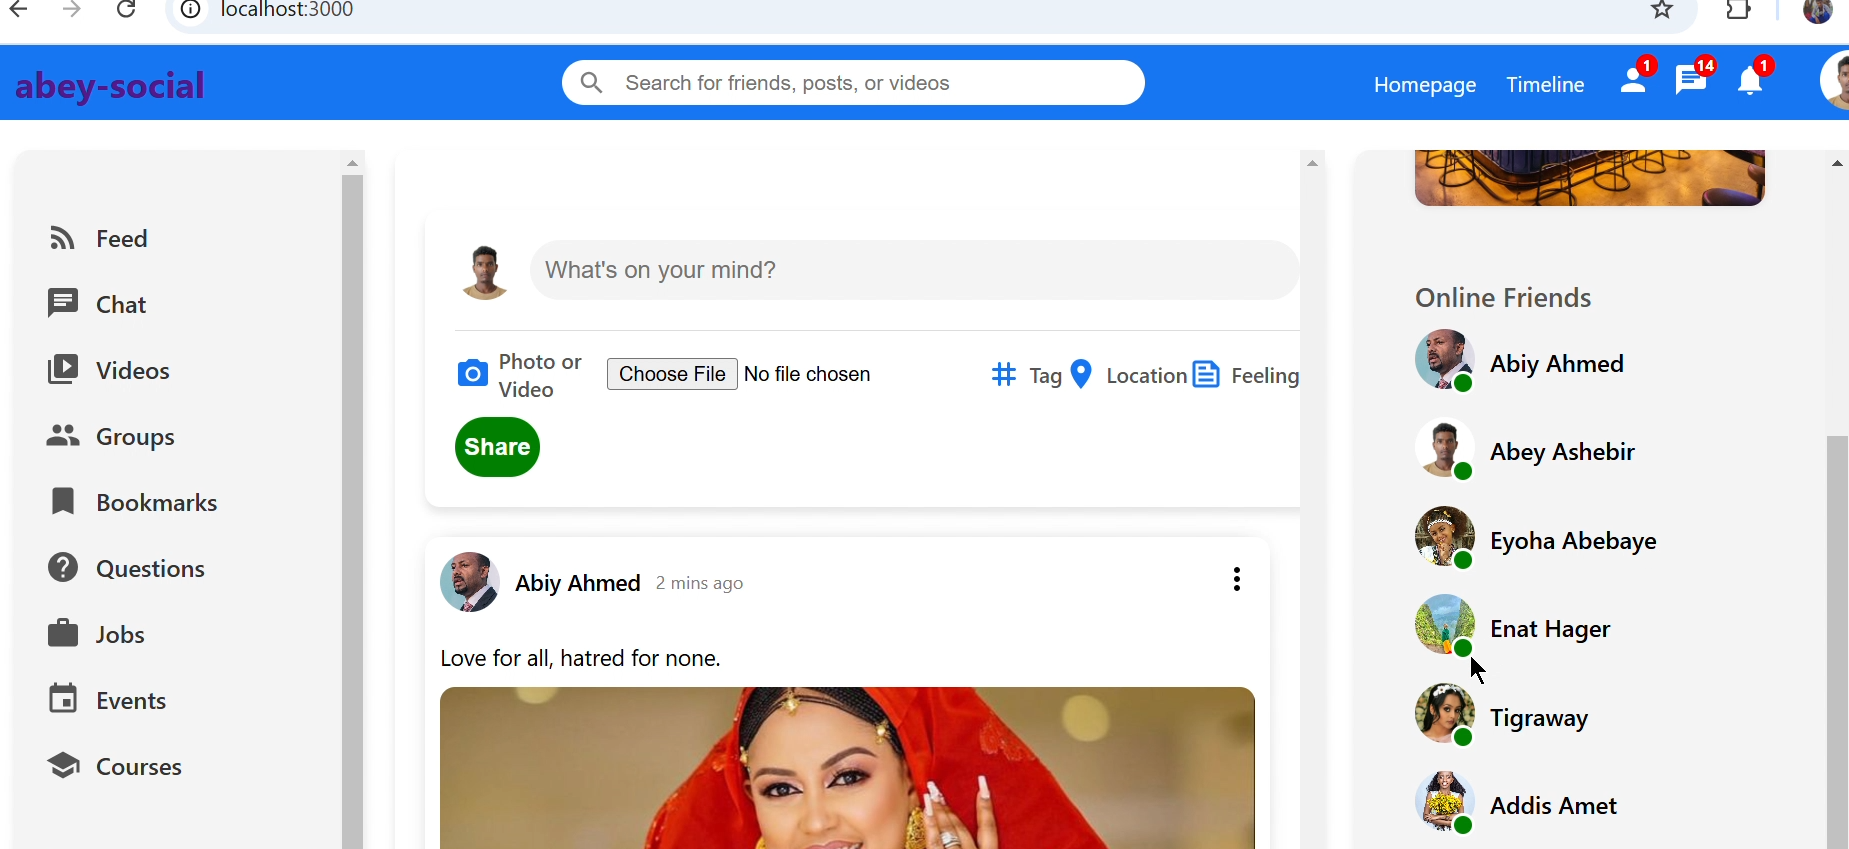 localhost:3000
abey-social
Search for friends, posts, or videos
Homepage
Timeline
1
14
1
Feed
Chat
Videos
Groups
Bookmarks
Questions
Jobs
Events
Courses
What's on your mind?
Photo or
Video
Choose File No file chosen
Tag
Location
Feeling
Share
Abiy Ahmed 2 mins ago
Love for all, hatred for none.
Online Friends
Abiy Ahmed
Abey Ashebir
Eyoha Abebaye
Enat Hager
Tigraway
Addis Amet